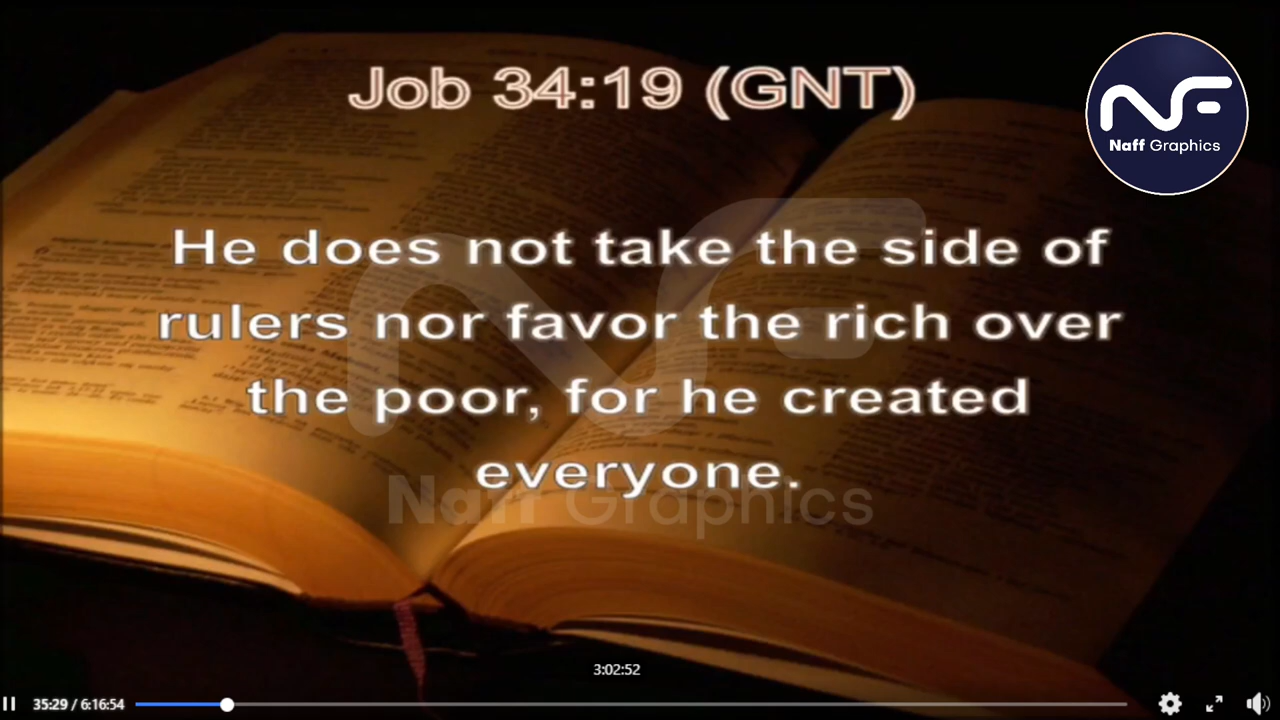 Job 34:19 (GNT)
NF
Naff Graphics
He does not take the side of
rulers nor favor the rich over
the poor, for he created
everyone.
Naff Graphics
3:02:52
35:29 / 6:16:54